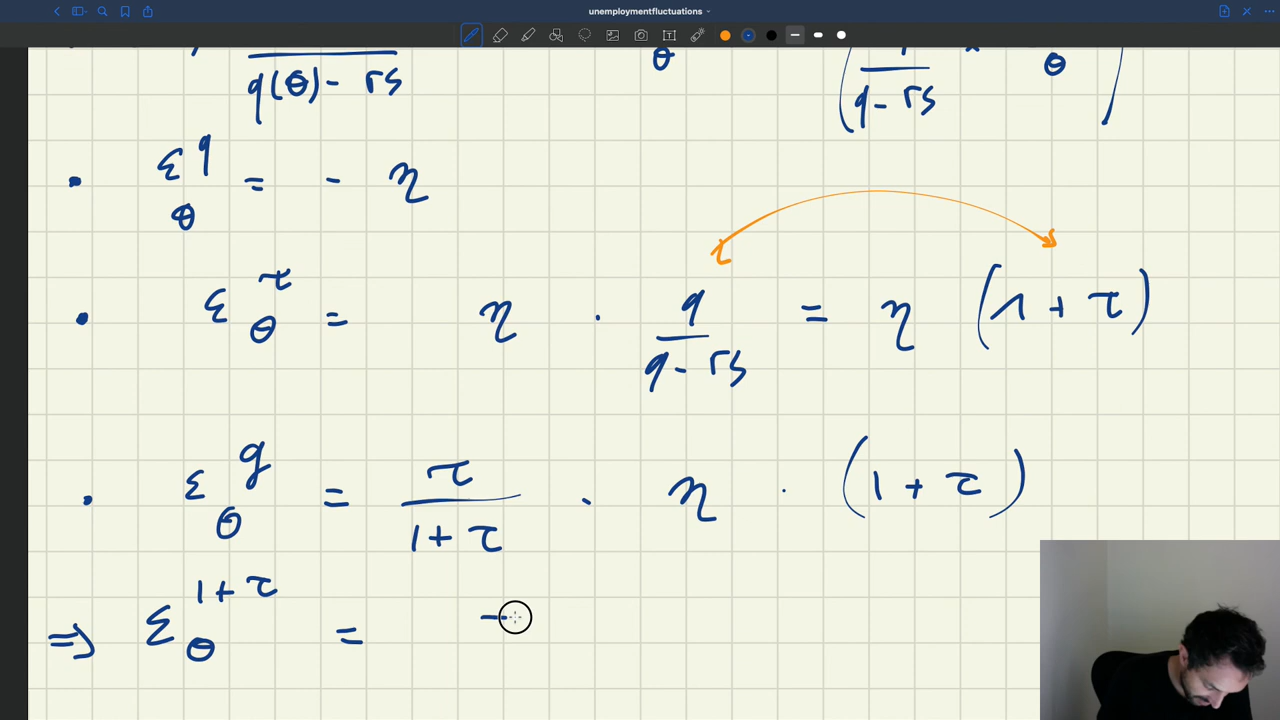 unemploymentfluctuations
q(θ) - rs
θ
q - rs
θ
• ε^q_θ = - η
τ
• ε^τ_θ = η · q/(q - rs) = η (1 + τ)
• ε^g_θ = τ/(1 + τ) · η · (1 + τ)
⇒ ε^{1+τ}_θ =